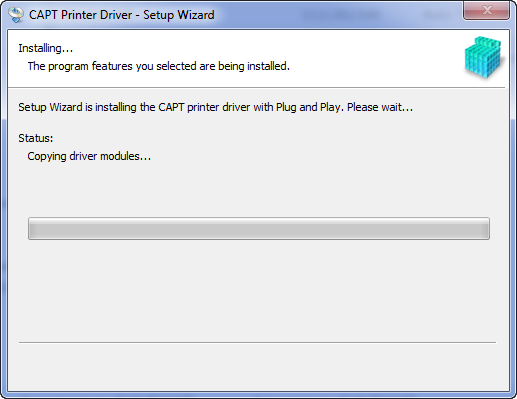 CAPT Printer Driver - Setup Wizard
Installing...
The program features you selected are being installed.
Setup Wizard is installing the CAPT printer driver with Plug and Play. Please wait...
Status:
Copying driver modules...